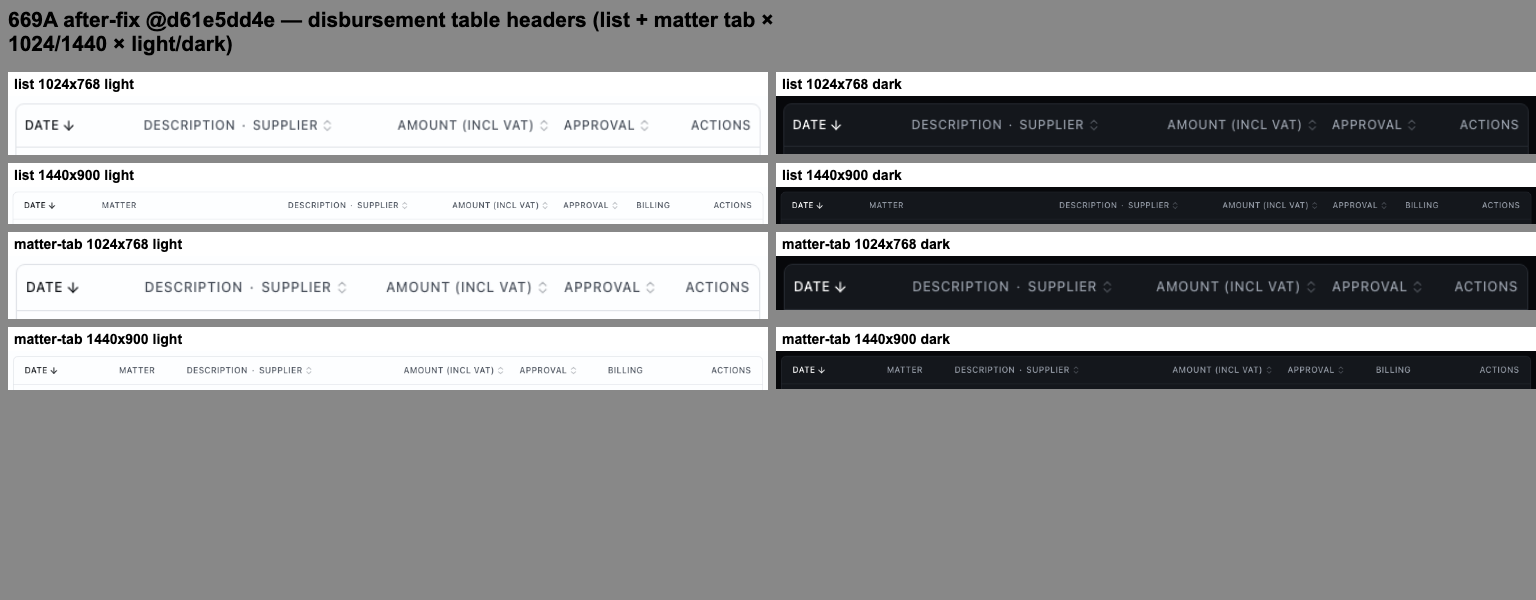 669A after-fix @d61e5dd4e — disbursement table headers (list + matter tab ×
1024/1440 × light/dark)
list 1024x768 light
DATE ↓ DESCRIPTION · SUPPLIER AMOUNT (INCL VAT) APPROVAL ACTIONS
list 1024x768 dark
DATE ↓ DESCRIPTION · SUPPLIER AMOUNT (INCL VAT) APPROVAL ACTIONS
list 1440x900 light
DATE ↓ MATTER DESCRIPTION · SUPPLIER AMOUNT (INCL VAT) APPROVAL BILLING ACTIONS
list 1440x900 dark
DATE ↓ MATTER DESCRIPTION · SUPPLIER AMOUNT (INCL VAT) APPROVAL BILLING ACTIONS
matter-tab 1024x768 light
DATE ↓ DESCRIPTION · SUPPLIER AMOUNT (INCL VAT) APPROVAL ACTIONS
matter-tab 1024x768 dark
DATE ↓ DESCRIPTION · SUPPLIER AMOUNT (INCL VAT) APPROVAL ACTIONS
matter-tab 1440x900 light
DATE ↓ MATTER DESCRIPTION · SUPPLIER AMOUNT (INCL VAT) APPROVAL BILLING ACTIONS
matter-tab 1440x900 dark
DATE ↓ MATTER DESCRIPTION · SUPPLIER AMOUNT (INCL VAT) APPROVAL BILLING ACTIONS